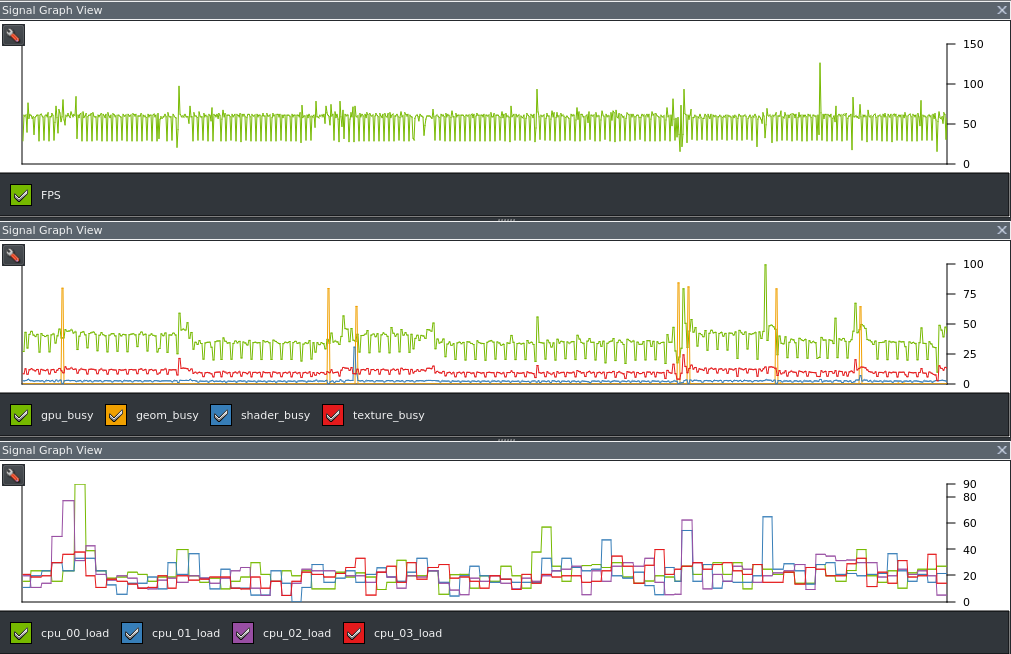 Signal Graph View
150
100
50
0
FPS
Signal Graph View
100
75
50
25
0
gpu_busy geom_busy shader_busy texture_busy
Signal Graph View
90
80
60
40
20
0
cpu_00_load cpu_01_load cpu_02_load cpu_03_load